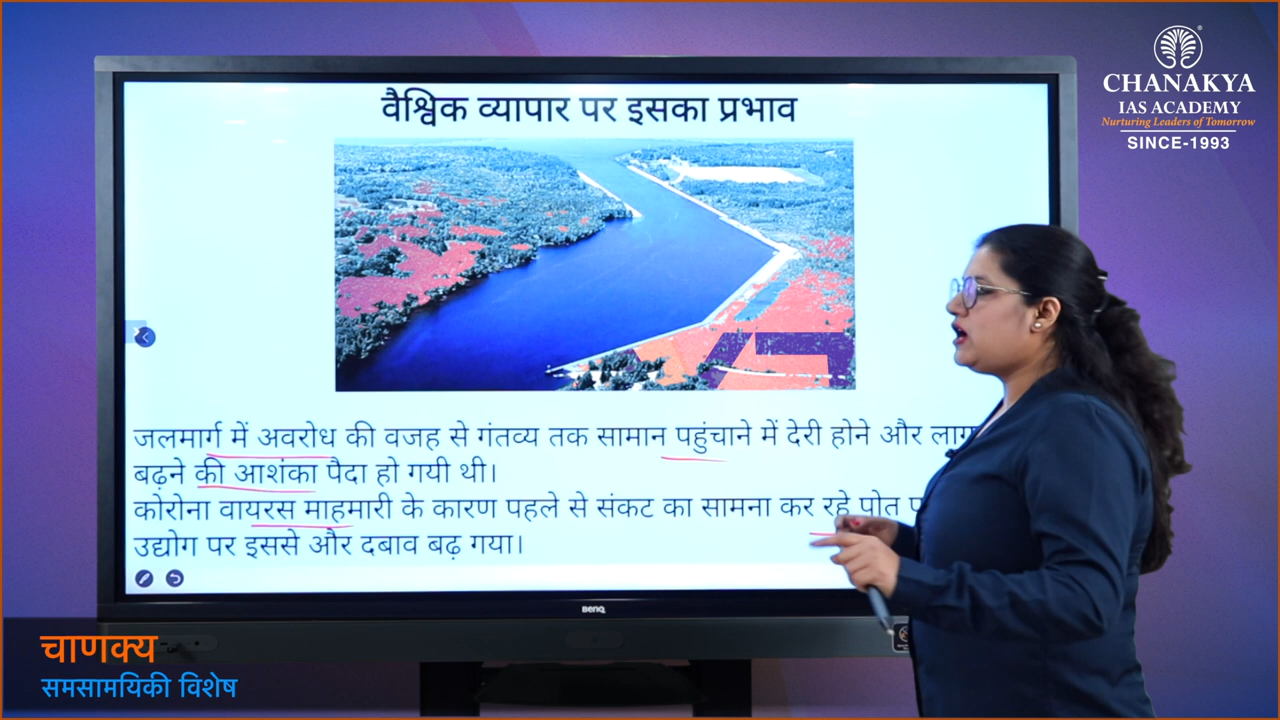 वैश्विक व्यापार पर इसका प्रभाव
जलमार्ग में अवरोध की वजह से गंतव्य तक सामान पहुंचाने में देरी होने और
बढ़ने की आशंका पैदा हो गयी थी।
कोरोना वायरस माहमारी के कारण पहले से संकट का सामना कर रहे पोत
उद्योग पर इससे और दबाव बढ़ गया।
BenQ
CHANAKYA
IAS ACADEMY
Nurturing Leaders of Tomorrow
SINCE-1993
चाणक्य
समसामयिकी विशेष